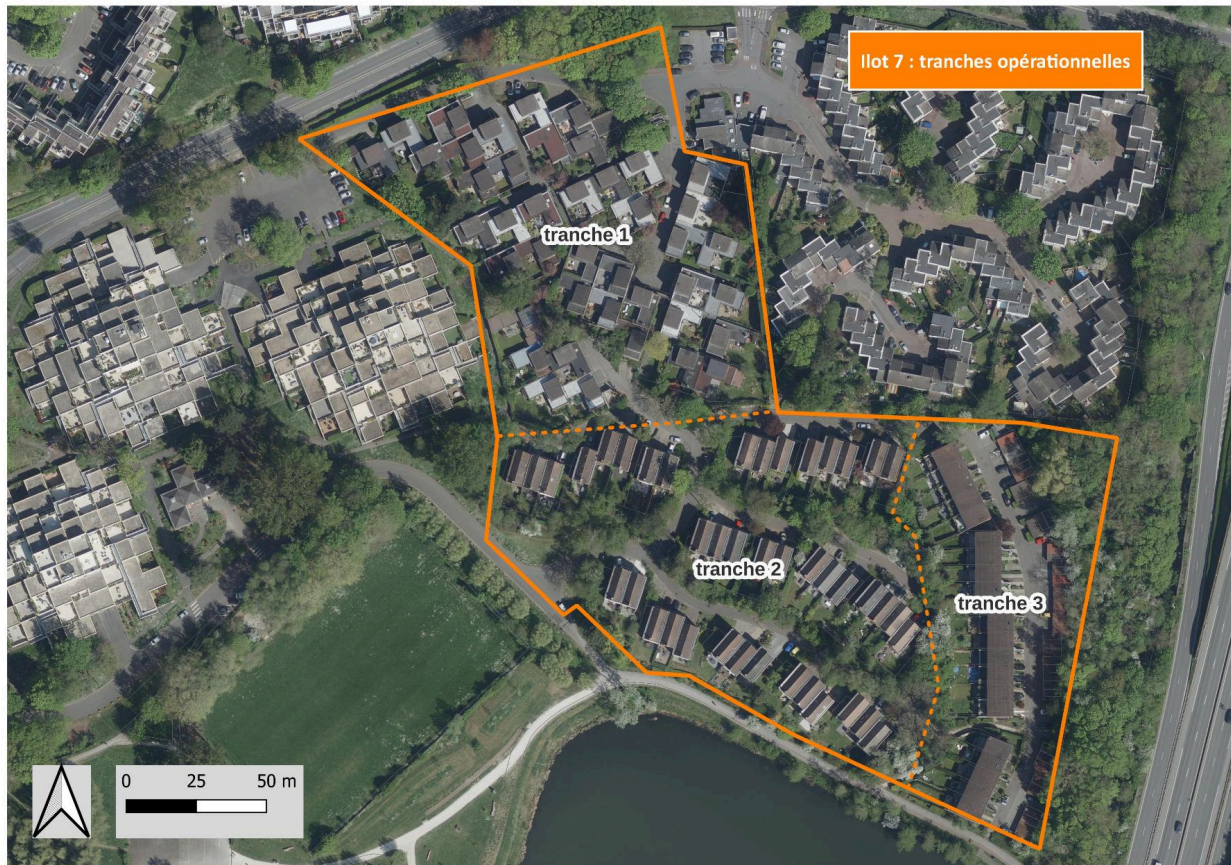 Ilot 7 : tranches opérationnelles
tranche 1
tranche 2
tranche 3
0 25 50 m